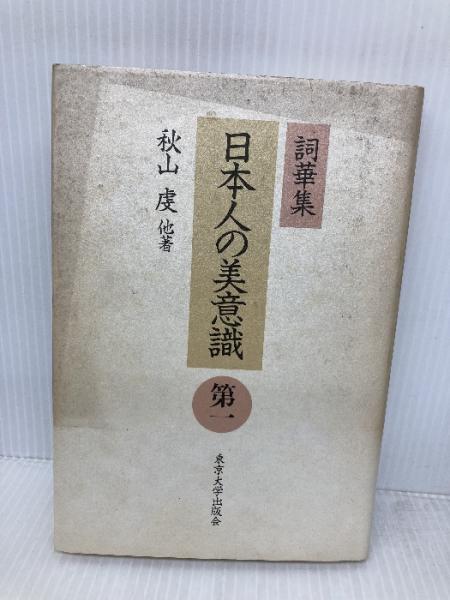 詞華集
日本人の美意識
第一
秋山虔 他著
東京大学出版会